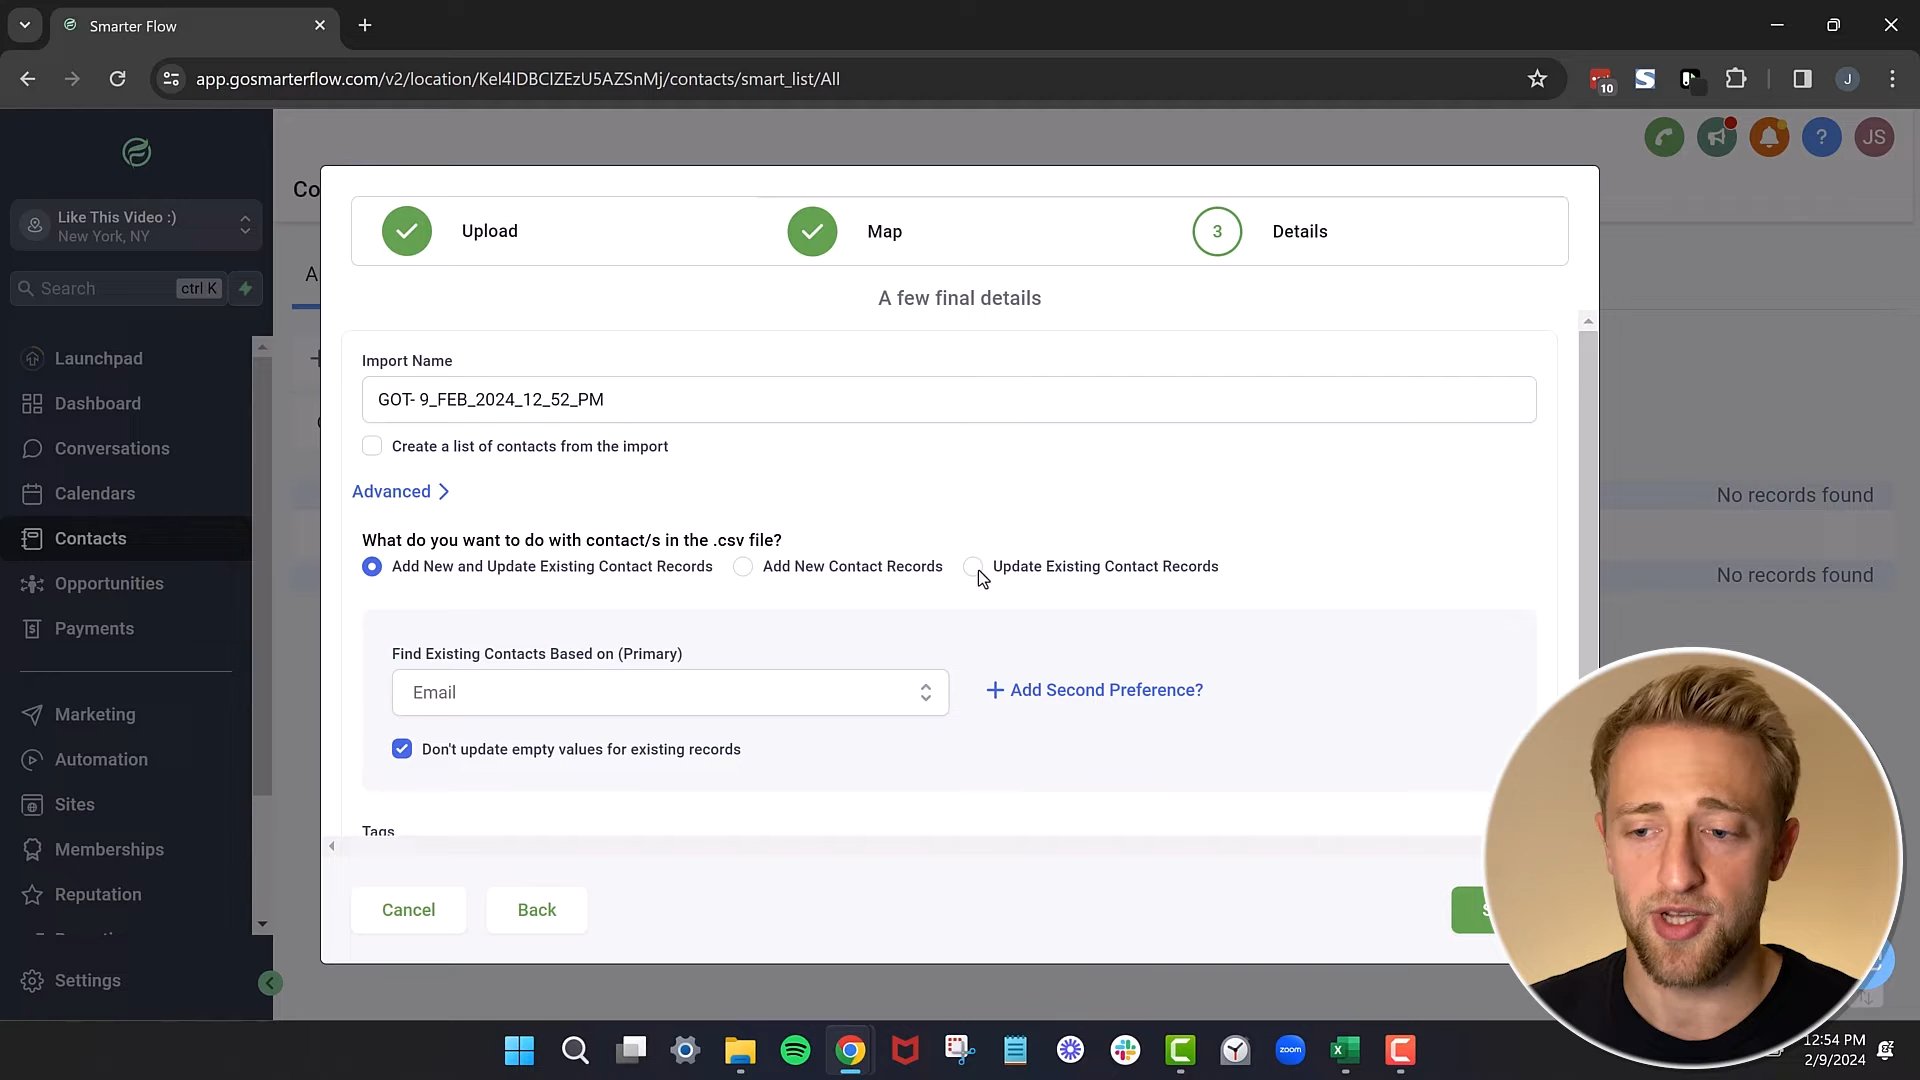 Smarter Flow
app.gosmarterflow.com/v2/location/Kel4IDBCIZEzU5AZSnMj/contacts/smart_list/All
10
J
JS
Like This Video :)
New York, NY
Search
ctrl K
Launchpad
Dashboard
Conversations
Calendars
Contacts
Opportunities
Payments
Marketing
Automation
Sites
Memberships
Reputation
Settings
Co
A
Upload
Map
3
Details
A few final details
Import Name
GOT- 9_FEB_2024_12_52_PM
Create a list of contacts from the import
Advanced
What do you want to do with contact/s in the .csv file?
Add New and Update Existing Contact Records
Add New Contact Records
Update Existing Contact Records
Find Existing Contacts Based on (Primary)
Email
+ Add Second Preference?
Don't update empty values for existing records
Tags
Cancel
Back
No records found
No records found
zoom
12:54 PM
2/9/2024